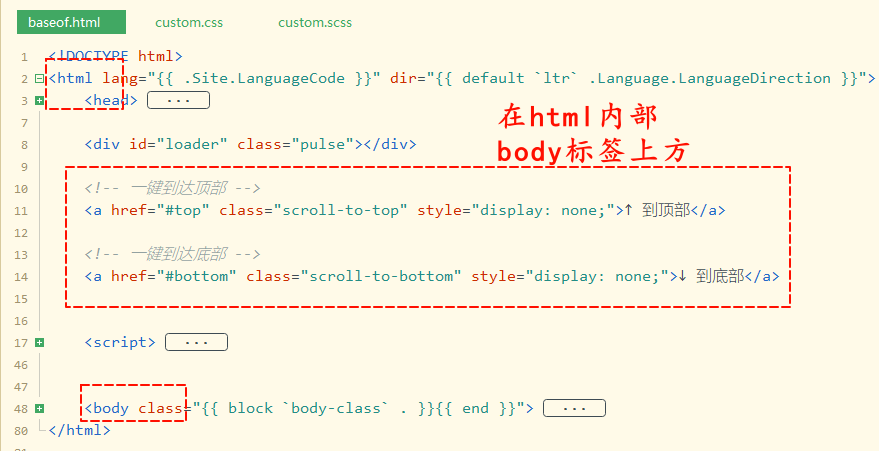 baseof.html custom.css custom.scss
1 <!DOCTYPE html>
2 <html lang="{{ .Site.LanguageCode }}" dir="{{ default `ltr` .Language.LanguageDirection }}">
3 <head> ...
7
8 <div id="loader" class="pulse"></div>
9
在html内部
body标签上方
10 <!-- 一键到达顶部 -->
11 <a href="#top" class="scroll-to-top" style="display: none;">↑ 到顶部</a>
12
13 <!-- 一键到达底部 -->
14 <a href="#bottom" class="scroll-to-bottom" style="display: none;">↓ 到底部</a>
15
16
17 <script> ...
46
47
48 <body class="{{ block `body-class` . }}{{ end }}"> ...
80 </html>